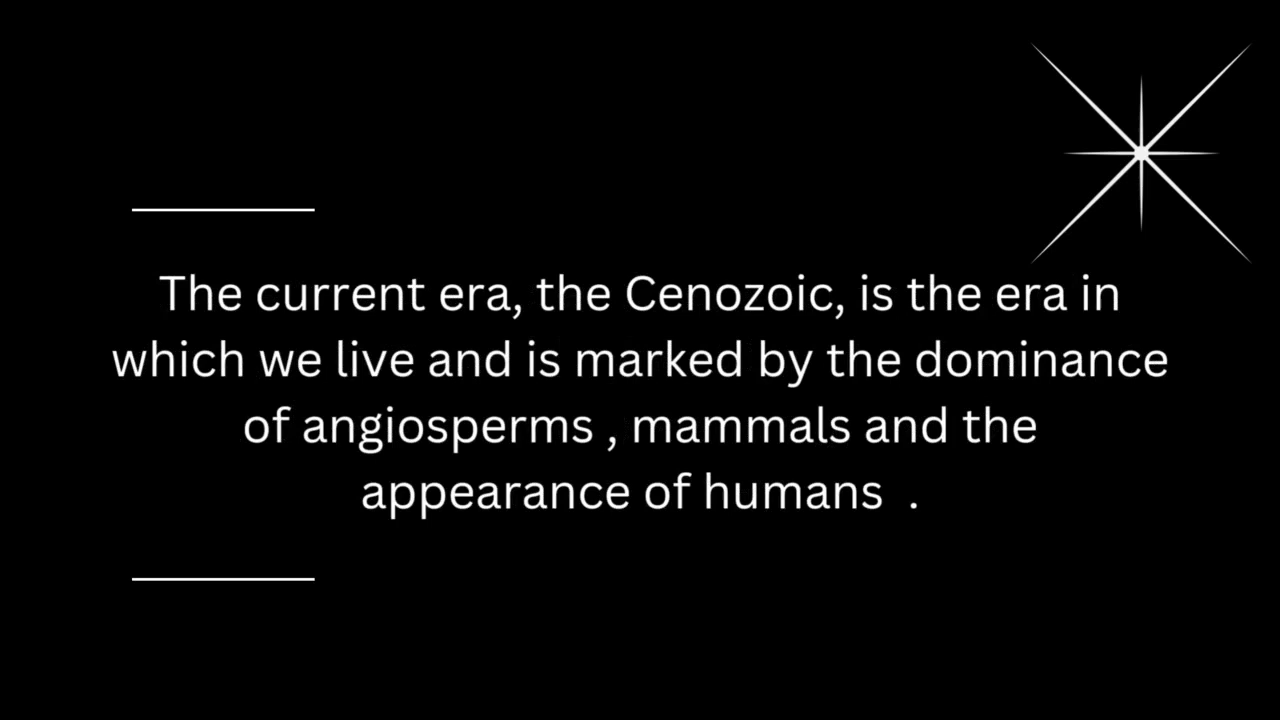 The current era, the Cenozoic, is the era in
which we live and is marked by the dominance
of angiosperms , mammals and the
appearance of humans  .